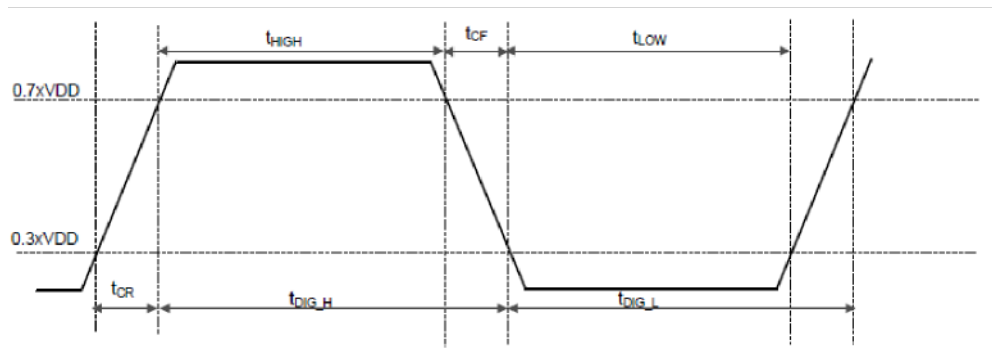 tHIGH tCF tLOW
0.7xVDD
0.3xVDD
tCR tDIG_H tDIG_L